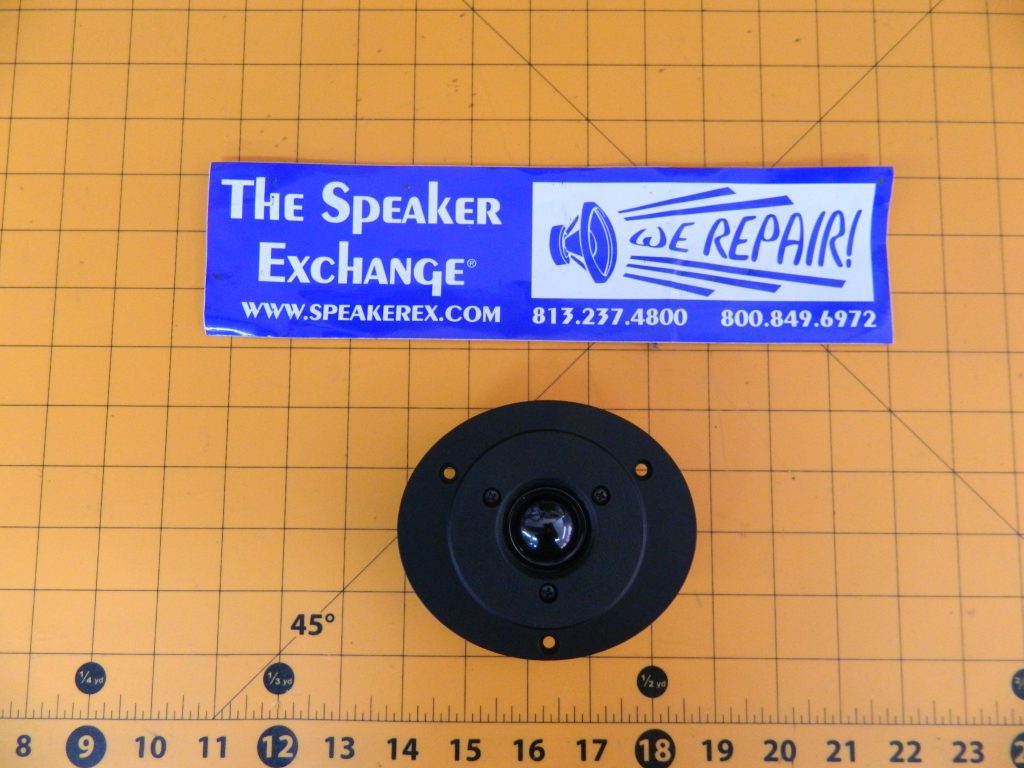 THE SPEAKER
EXCHANGE®
WE REPAIR!
WWW.SPEAKEREX.COM 813.237.4800 800.849.6972
45°
1/4 yd 1/3 yd 1/2 yd
8 9 10 11 12 13 14 15 16 17 18 19 20 21 22 23